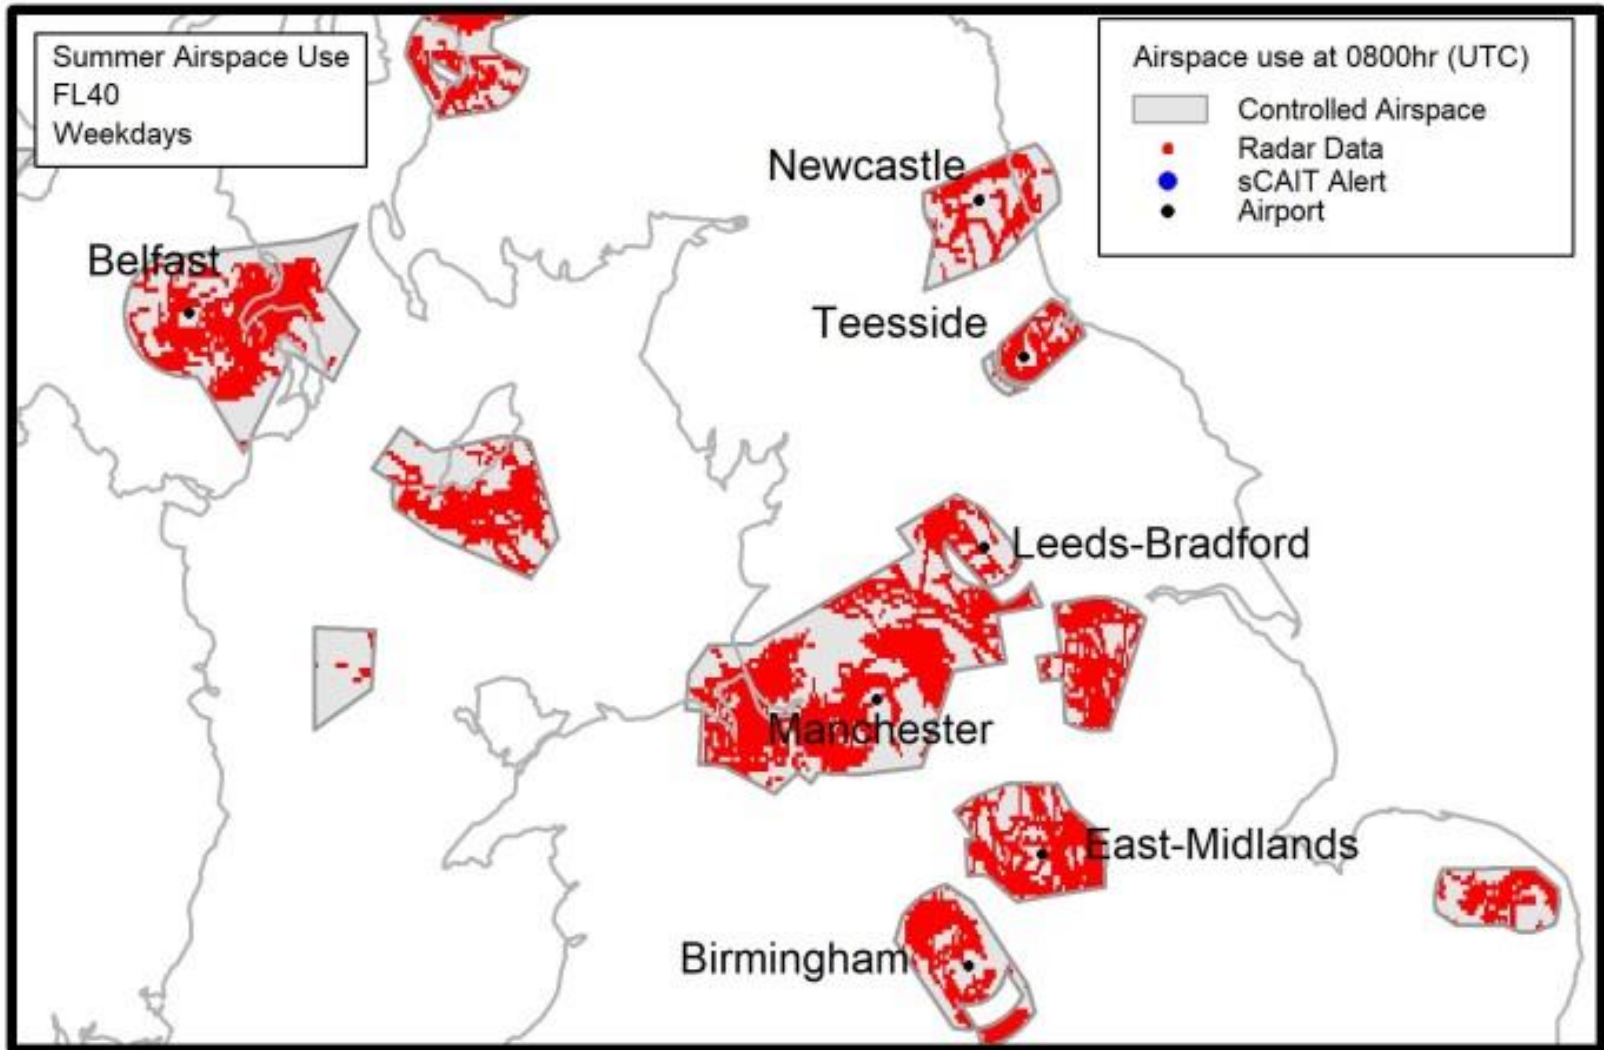 Summer Airspace Use
FL40
Weekdays
Airspace use at 0800hr (UTC)
Controlled Airspace
Radar Data
sCAIT Alert
Airport
Newcastle
Belfast
Teesside
Leeds-Bradford
Manchester
East-Midlands
Birmingham